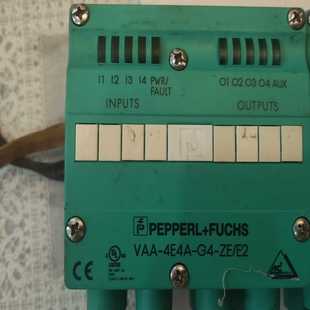 I1 I2 I3 I4 PWR/
FAULT
O1 O2 O3 O4 AUX
INPUTS
OUTPUTS
PEPPERL+FUCHS
VAA-4E4A-G4-ZE/E2
CE